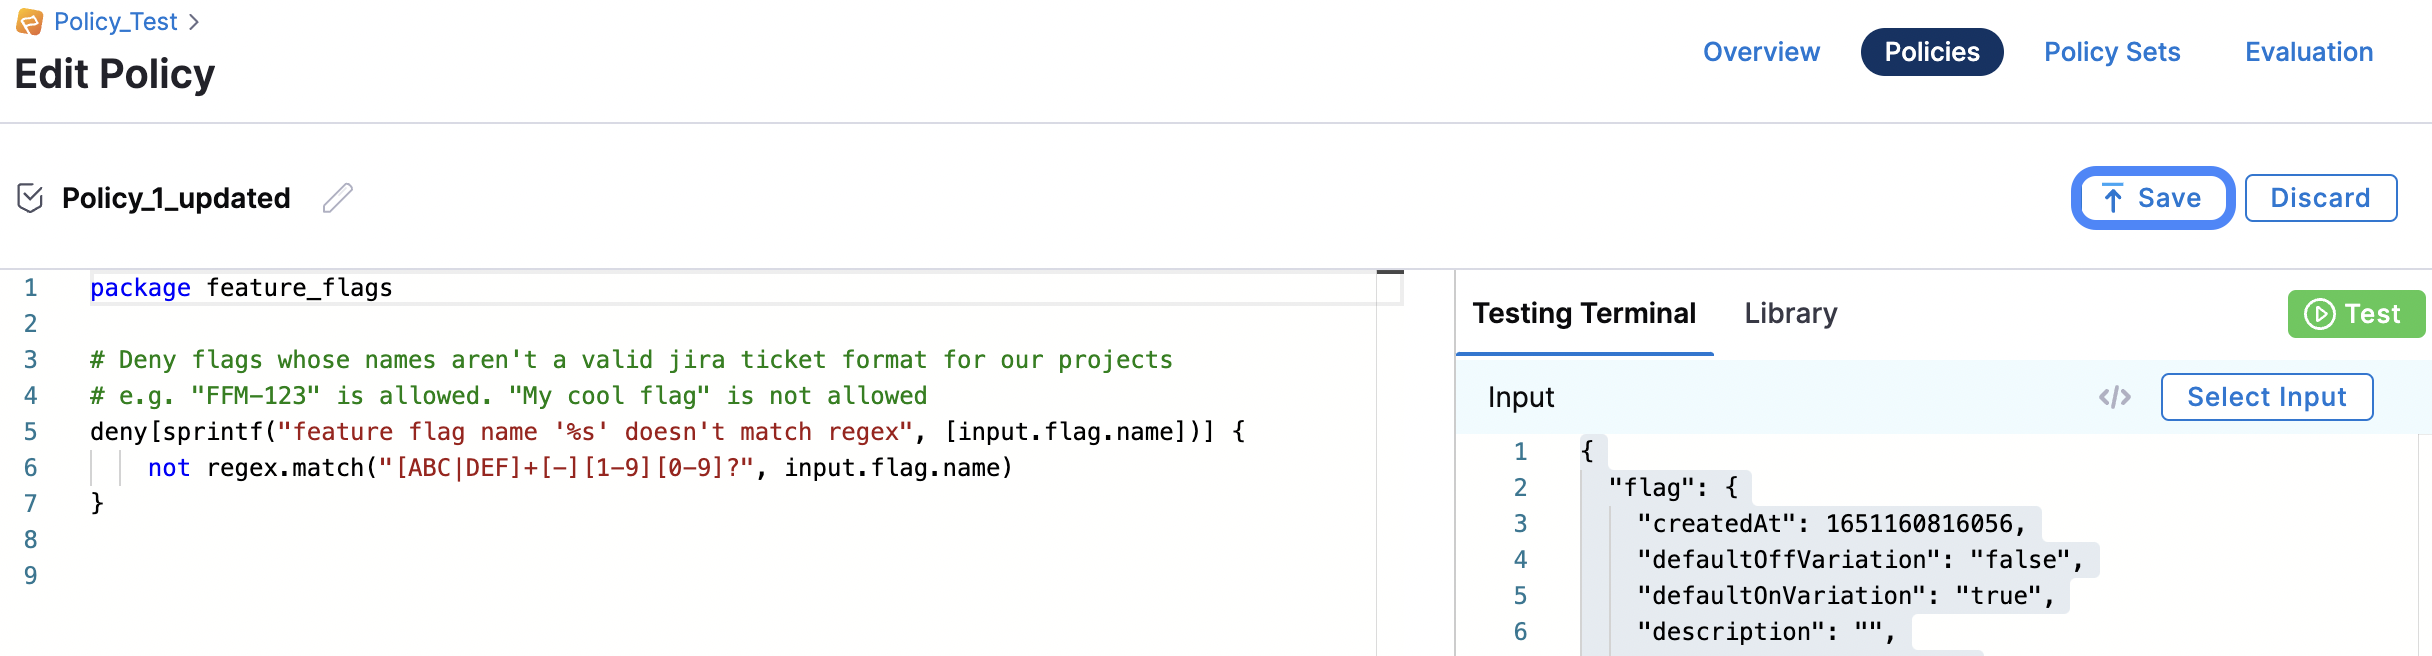 Policy_Test >
Edit Policy
Overview
Policies
Policy Sets
Evaluation
Policy_1_updated
Save
Discard
1 package feature_flags
2
3 # Deny flags whose names aren't a valid jira ticket format for our projects
4 # e.g. "FFM-123" is allowed. "My cool flag" is not allowed
5 deny[sprintf("feature flag name '%s' doesn't match regex", [input.flag.name])] {
6     not regex.match("[ABC|DEF]+[-][1-9][0-9]?", input.flag.name)
7 }
8
9
Testing Terminal
Library
Test
Input
</>
Select Input
1 {
2   "flag": {
3     "createdAt": 1651160816056,
4     "defaultOffVariation": "false",
5     "defaultOnVariation": "true",
6     "description": "",